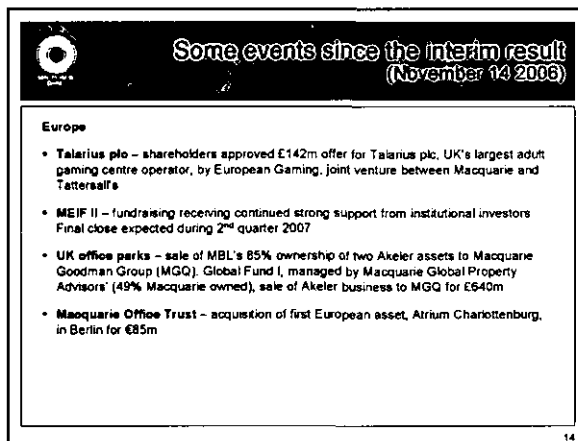 Some events since the interim result
(November 14 2006)
Europe
• Talarius plc – shareholders approved £142m offer for Talarius plc, UK's largest adult
gaming centre operator, by European Gaming, joint venture between Macquarie and
Tattersall's
• MEIF II – fundraising receiving continued strong support from institutional investors
Final close expected during 2nd quarter 2007
• UK office parks – sale of MBL's 85% ownership of two Akeler assets to Macquarie
Goodman Group (MGQ). Global Fund I, managed by Macquarie Global Property
Advisors' (49% Macquarie owned), sale of Akeler business to MGQ for £640m
• Macquarie Office Trust – acquisition of first European asset, Atrium Charlottenburg,
in Berlin for €85m
14